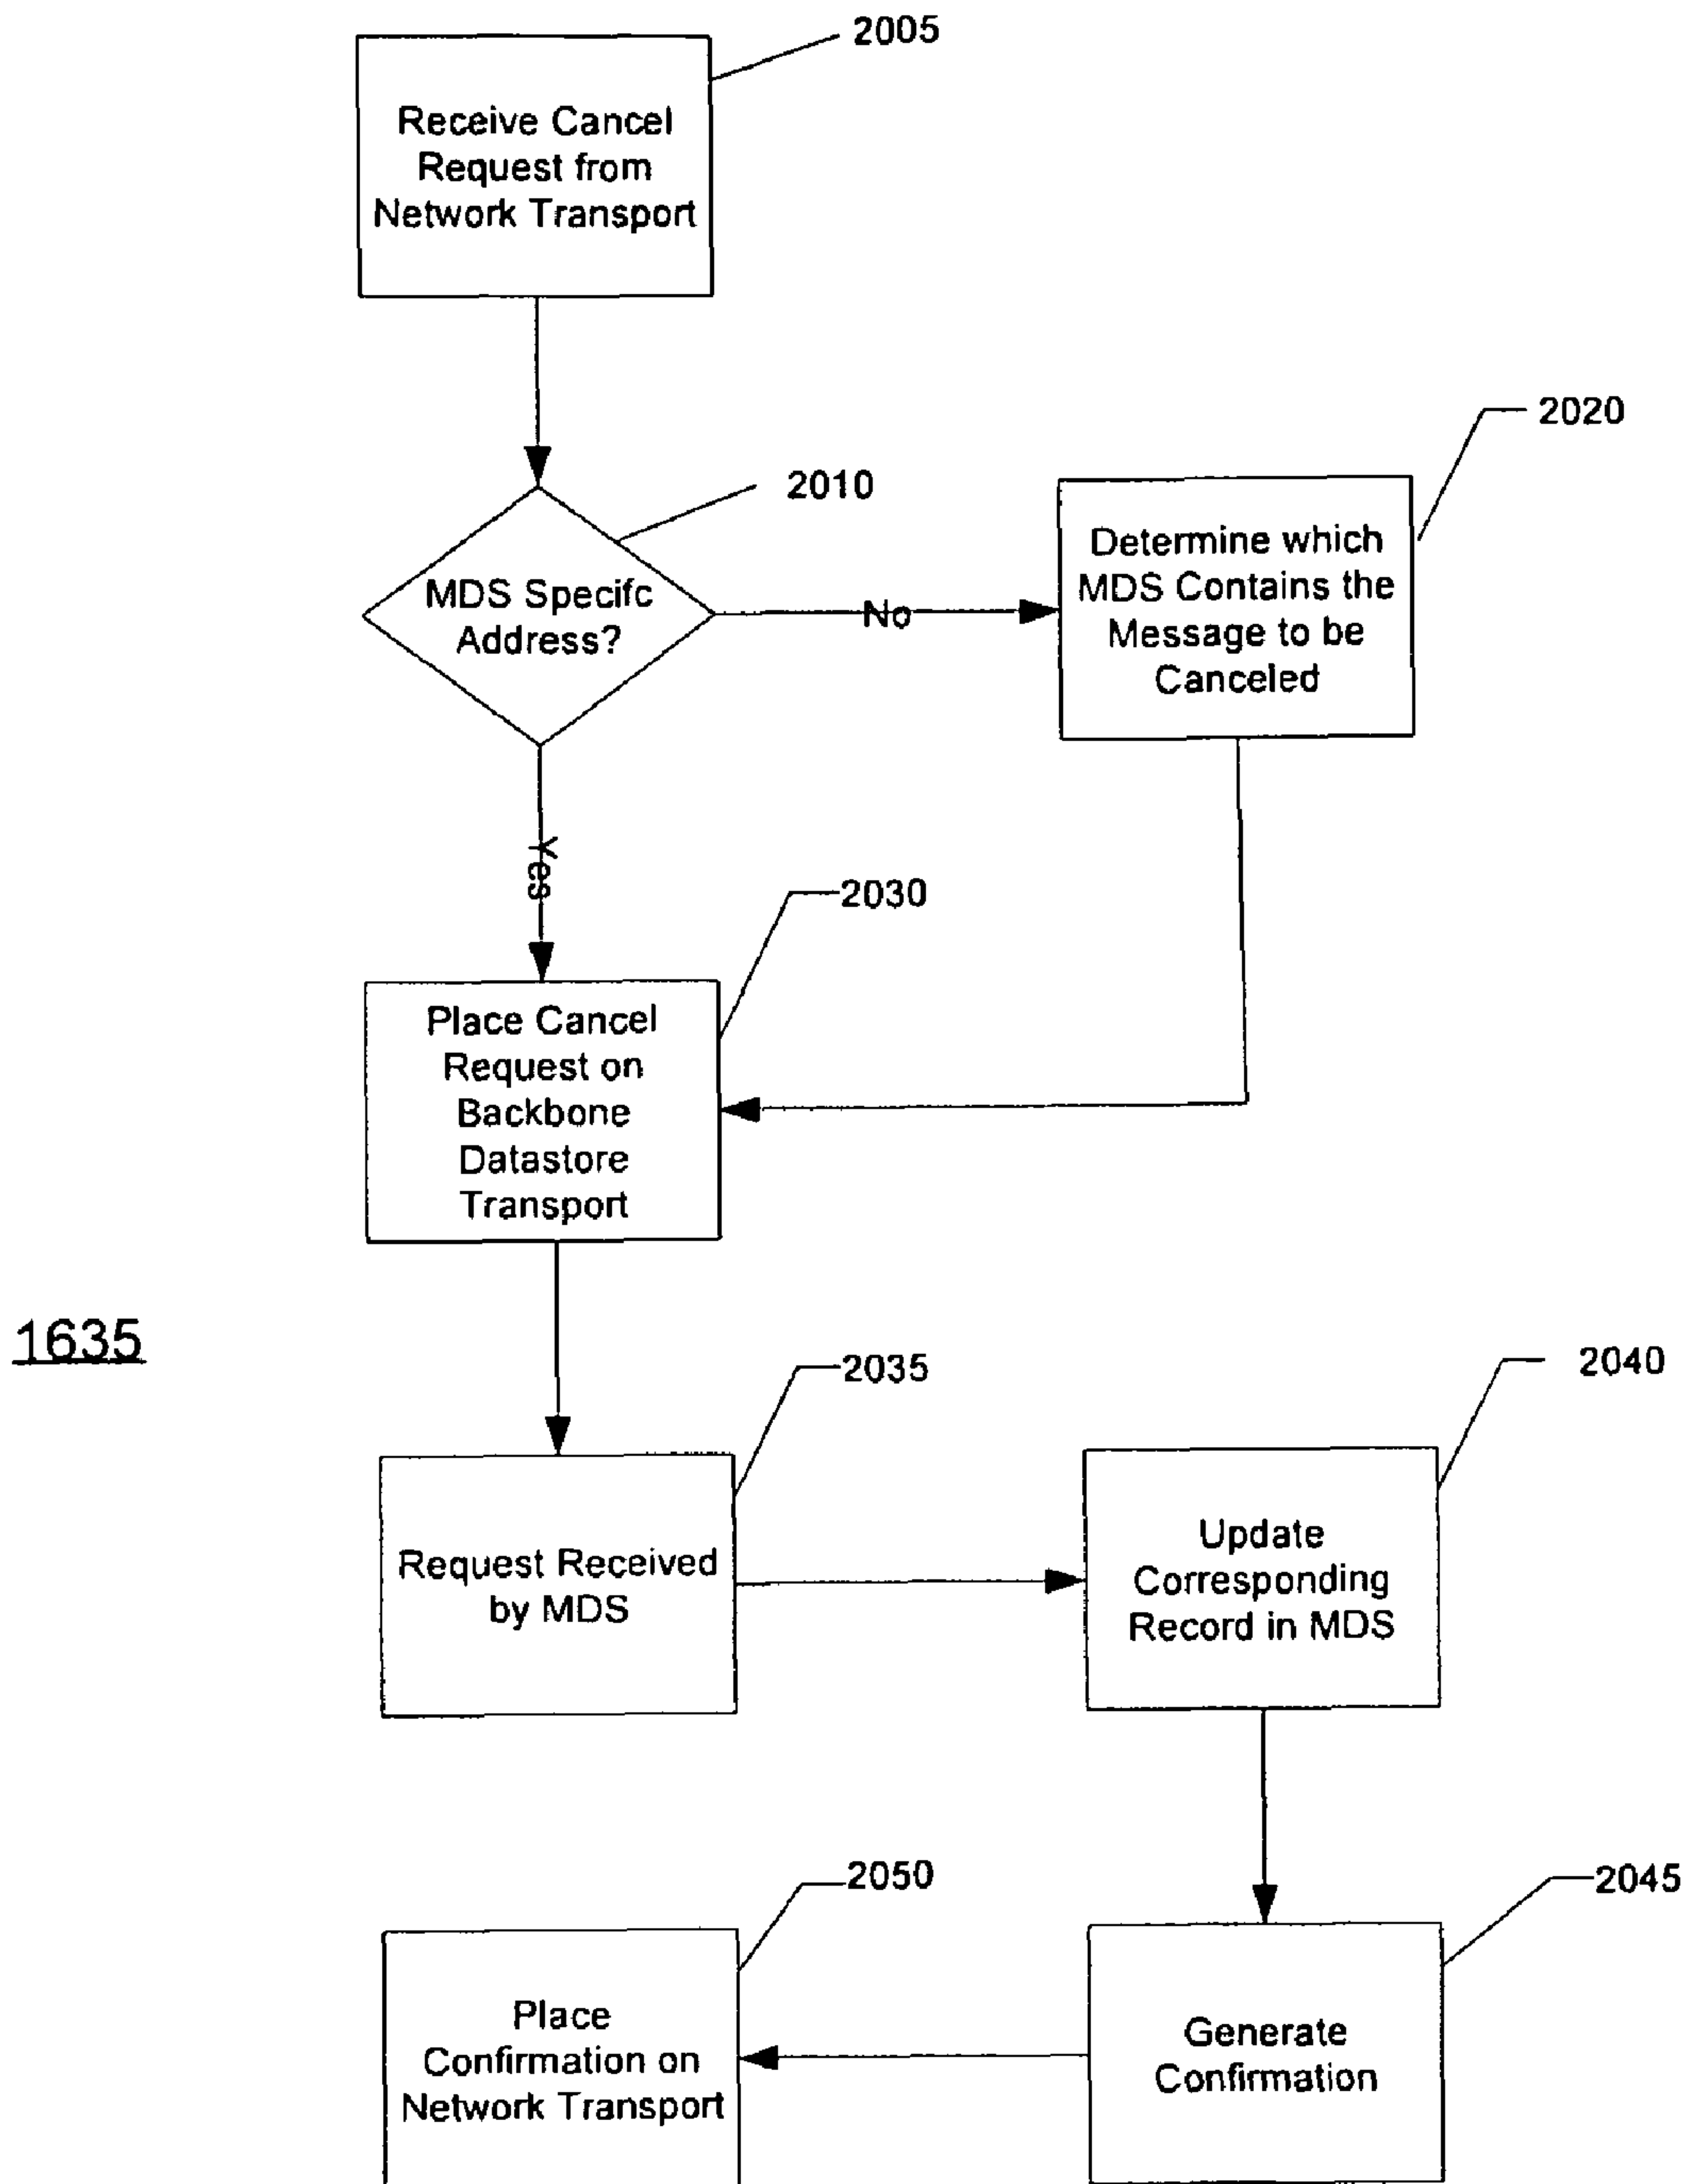 2005
Receive Cancel
Request from
Network Transport
2010
MDS Specifc
Address?
No
2020
Determine which
MDS Contains the
Message to be
Canceled
Yes
2030
Place Cancel
Request on
Backbone
Datastore
Transport
1635
2035
Request Received
by MDS
2040
Update
Corresponding
Record in MDS
2050
Place
Confirmation on
Network Transport
2045
Generate
Confirmation